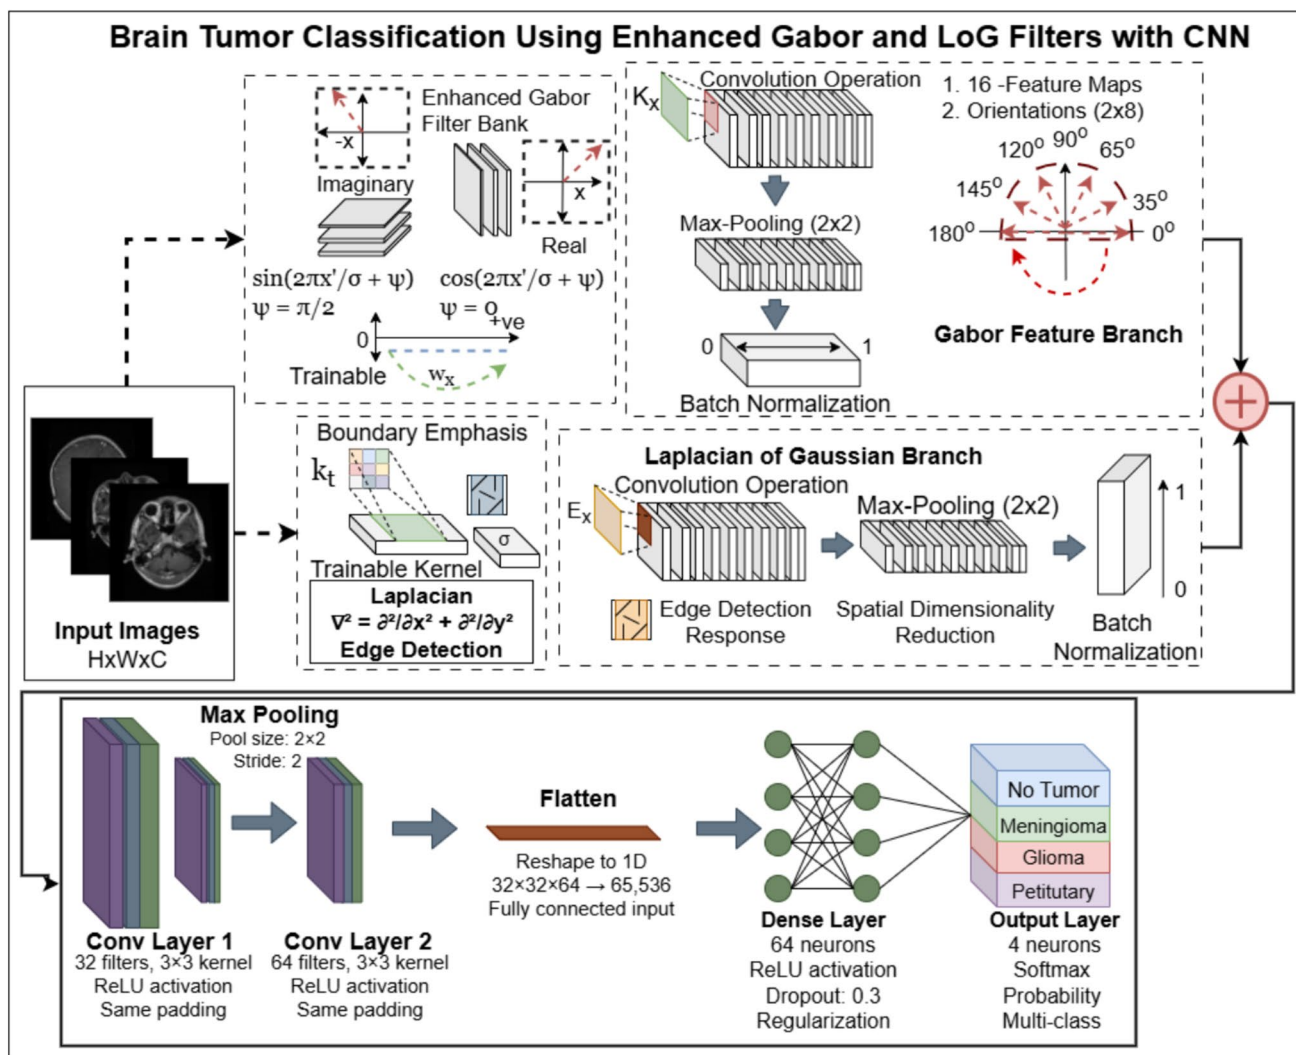 Brain Tumor Classification Using Enhanced Gabor and LoG Filters with CNN
Enhanced Gabor
Filter Bank
-x
Imaginary
x
Real
sin(2πx'/σ + ψ)
ψ = π/2
cos(2πx'/σ + ψ)
ψ = 0
0
+ve
Trainable
wx
Convolution Operation
Kx
1. 16 -Feature Maps
2. Orientations (2x8)
90⁰
120⁰
65⁰
145⁰
35⁰
180⁰
0⁰
Max-Pooling (2x2)
0
1
Batch Normalization
Gabor Feature Branch
Input Images
HxWxC
Boundary Emphasis
kt
σ
Trainable Kernel
Laplacian
∇² = ∂²/∂x² + ∂²/∂y²
Edge Detection
Laplacian of Gaussian Branch
Convolution Operation
Ex
Max-Pooling (2x2)
1
0
Edge Detection
Response
Spatial Dimensionality
Reduction
Batch
Normalization
Max Pooling
Pool size: 2×2
Stride: 2
Conv Layer 1
32 filters, 3×3 kernel
ReLU activation
Same padding
Conv Layer 2
64 filters, 3×3 kernel
ReLU activation
Same padding
Flatten
Reshape to 1D
32×32×64 → 65,536
Fully connected input
Dense Layer
64 neurons
ReLU activation
Dropout: 0.3
Regularization
No Tumor
Meningioma
Glioma
Petitutary
Output Layer
4 neurons
Softmax
Probability
Multi-class